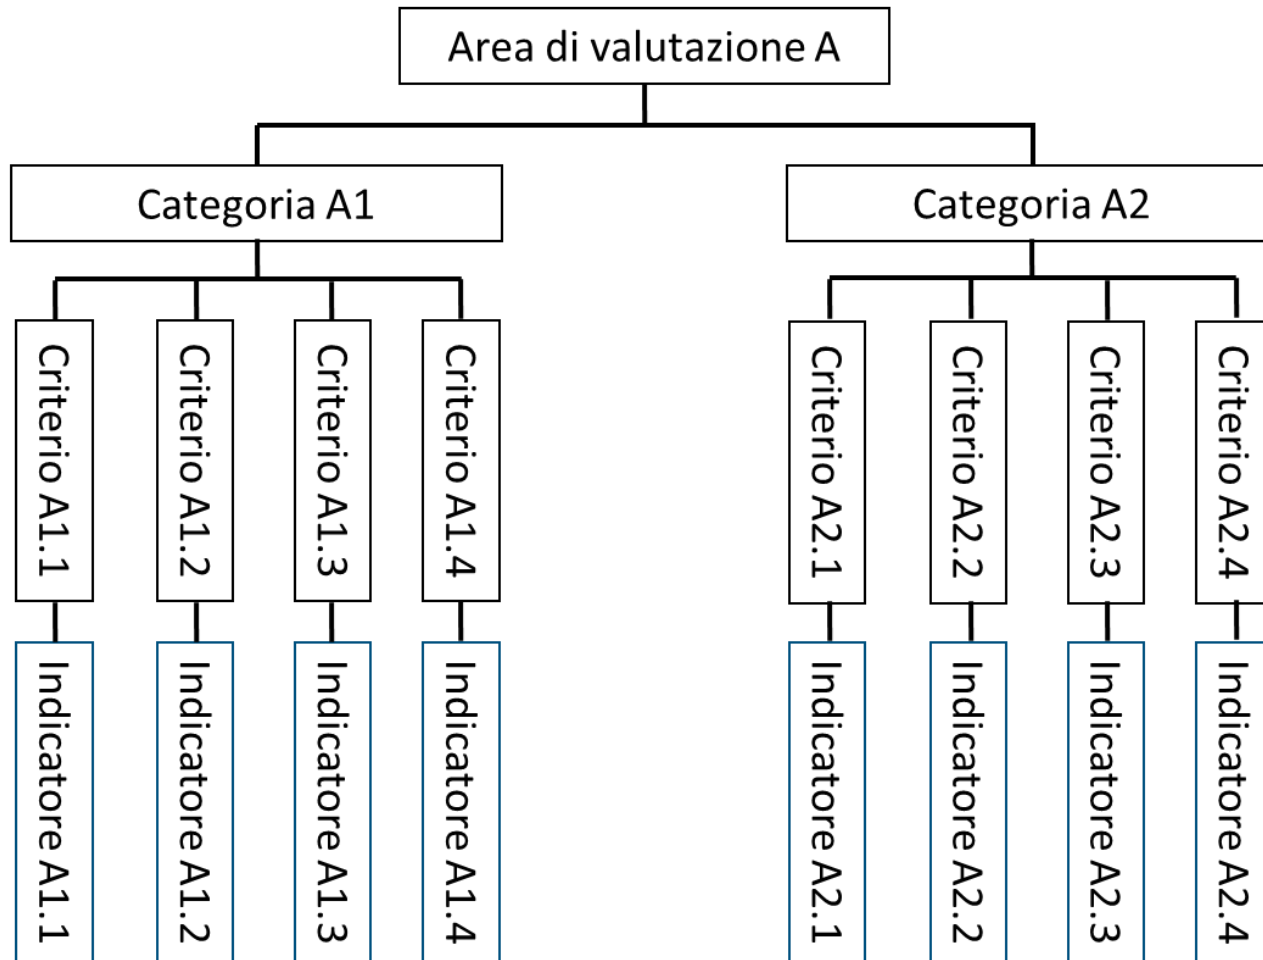 Area di valutazione A
Categoria A1
Categoria A2
Criterio A1.1
Criterio A1.2
Criterio A1.3
Criterio A1.4
Criterio A2.1
Criterio A2.2
Criterio A2.3
Criterio A2.4
Indicatore A1.1
Indicatore A1.2
Indicatore A1.3
Indicatore A1.4
Indicatore A2.1
Indicatore A2.2
Indicatore A2.3
Indicatore A2.4